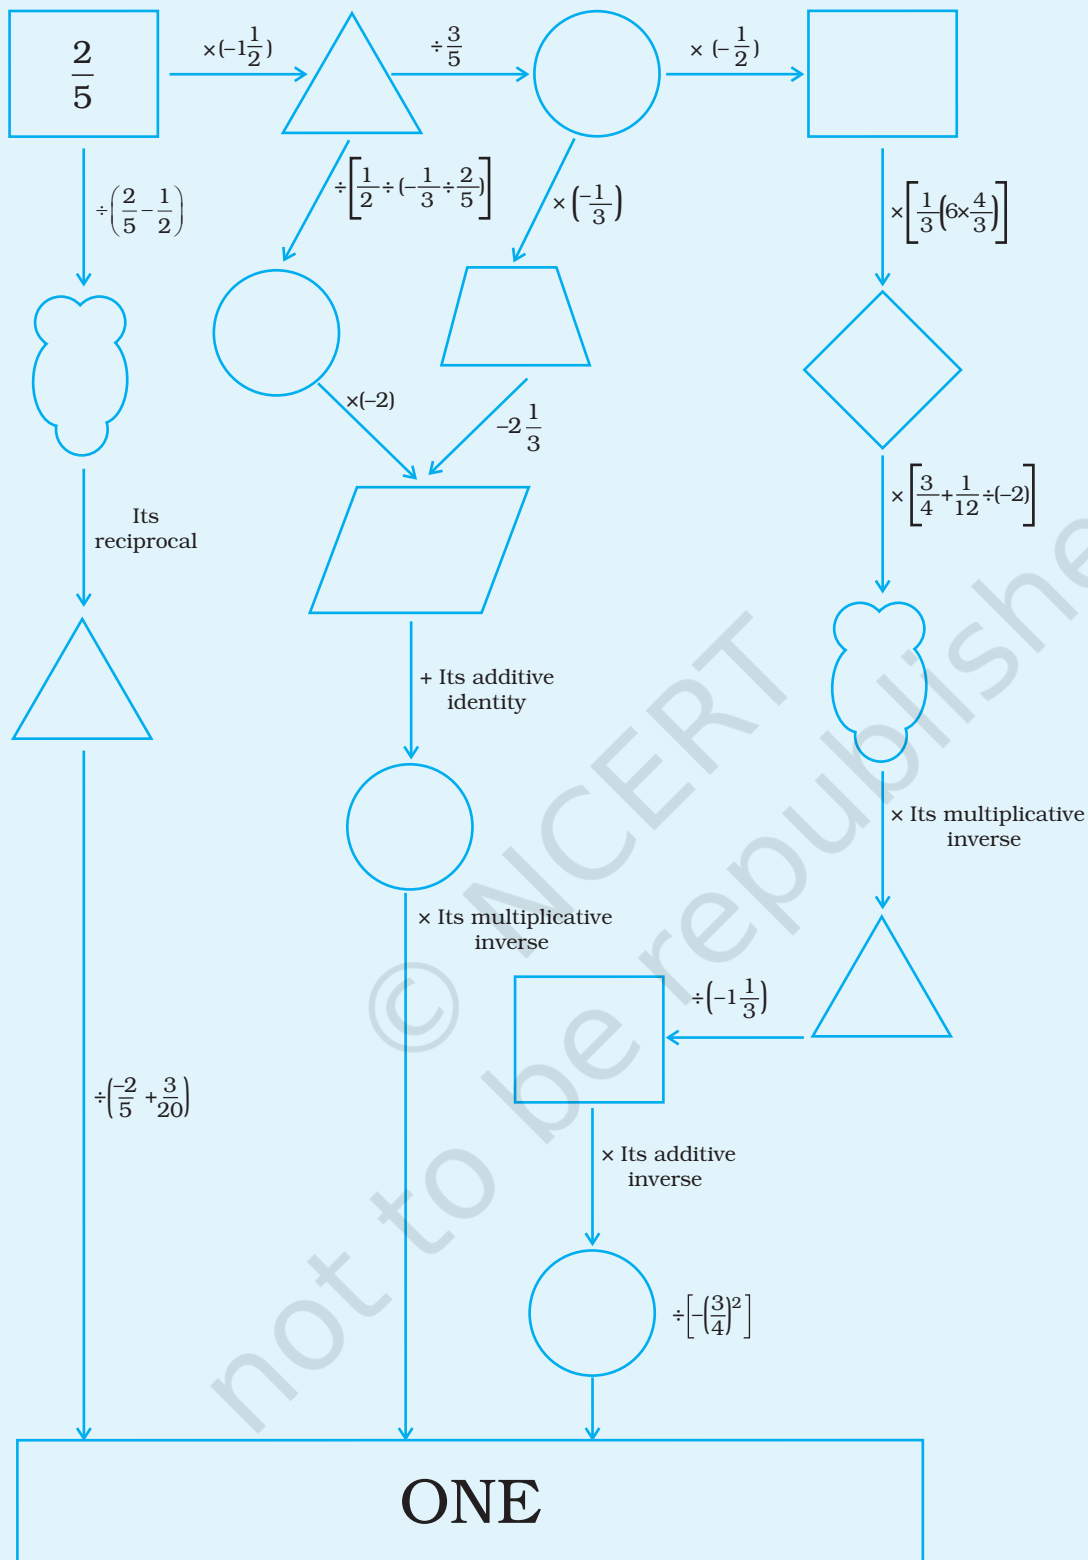 2/5
×(−1 1/2)
÷ 3/5
× (− 1/2)
÷(2/5 − 1/2)
÷[1/2 ÷ (−1/3 ÷ 2/5)]
× (−1/3)
×[1/3(6×4/3)]
×(−2)
−2 1/3
×[3/4 + 1/12 ÷(−2)]
Its
reciprocal
+ Its additive
identity
× Its multiplicative
inverse
× Its multiplicative
inverse
÷(−1 1/3)
÷(−2/5 + 3/20)
× Its additive
inverse
÷[−(3/4)²]
ONE
© NCERT
not to be republishe